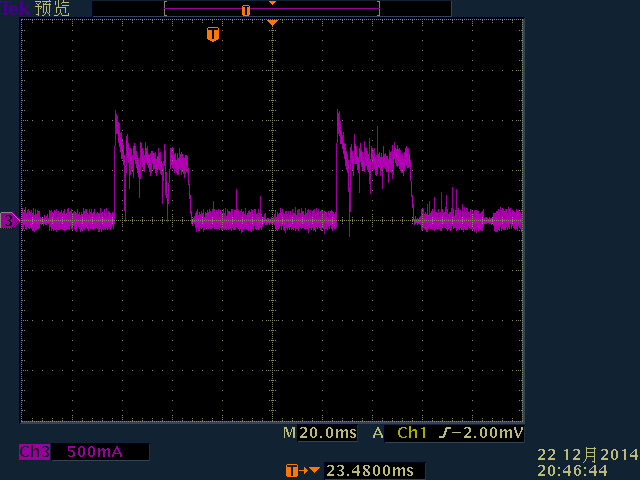 Tek 预览
T
T
3
M 20.0ms A Ch1 ∫ −2.00mV
Ch3 500mA
T→▼ 23.4800ms
22 12月 2014
20:46:44